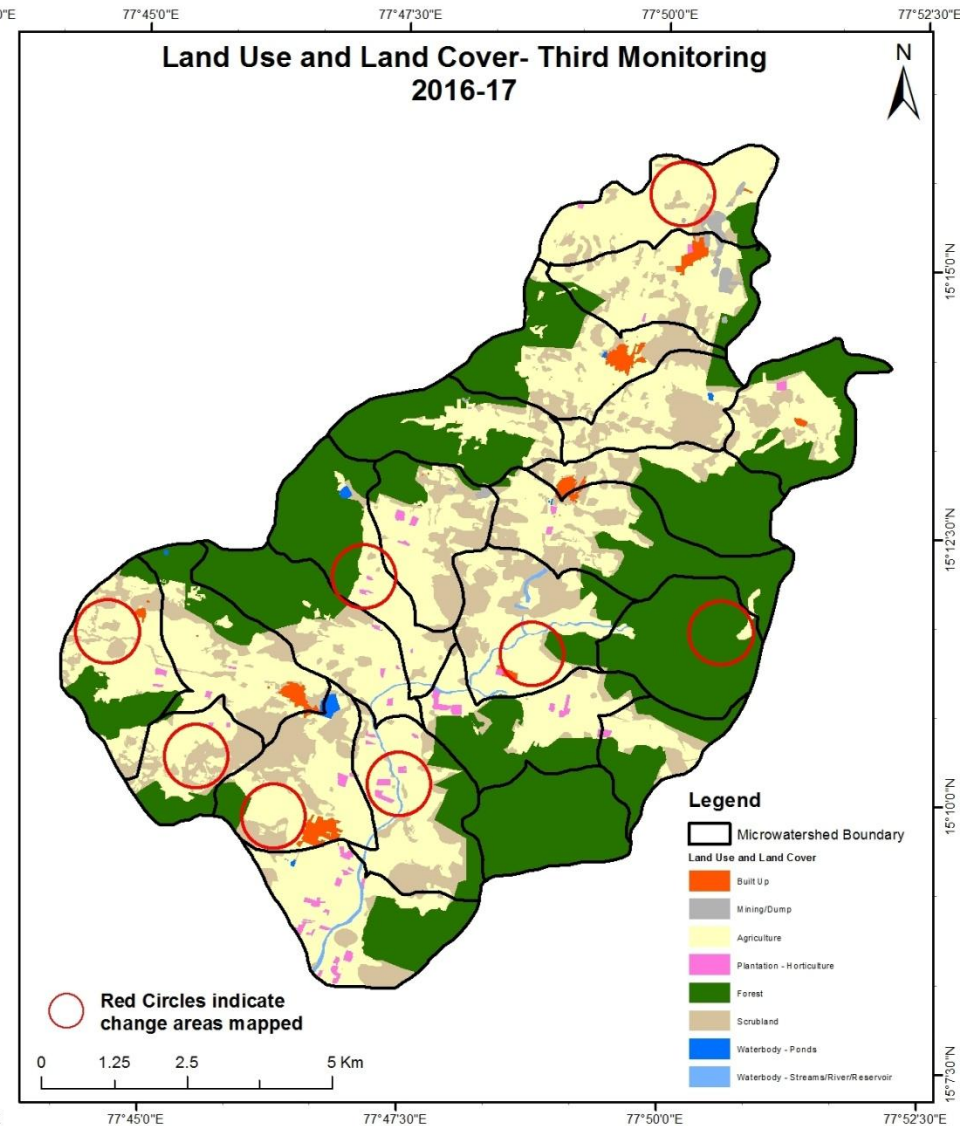 0"E
77°45'0"E
77°47'30"E
77°50'0"E
77°52'30"E
Land Use and Land Cover- Third Monitoring
2016-17
N
15°15'0"N
15°12'30"N
15°10'0"N
15°7'30"N
Legend
Microwatershed Boundary
Land Use and Land Cover
Built Up
Mining/Dump
Agriculture
Plantation - Horticulture
Forest
Scrubland
Waterbody - Ponds
Waterbody - Streams/River/Reservoir
Red Circles indicate
change areas mapped
0 1.25 2.5 5 Km
77°45'0"E
77°47'30"E
77°50'0"E
77°52'30"E